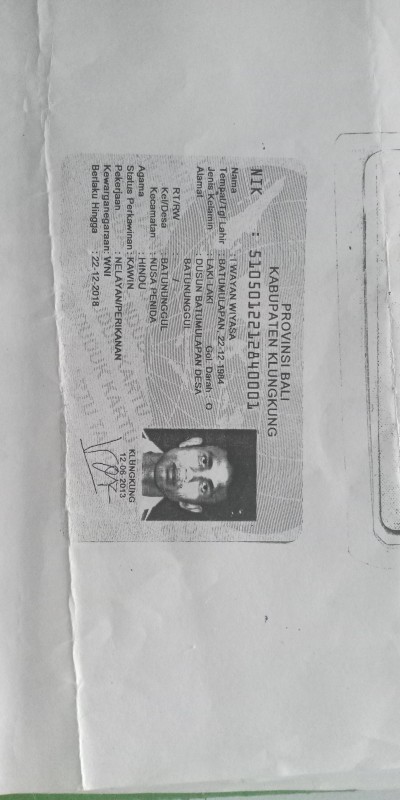 PROVINSI BALI
KABUPATEN KLUNGKUNG
NIK : 5105012212840001
Nama : I WAYAN WIYASA
Tempat/Tgl Lahir : BATUMULAPAN, 22-12-1984
Jenis Kelamin : LAKI-LAKI Gol. Darah : O
Alamat : DUSUN BATUMULAPAN DESA
BATUNUNGGUL
RT/RW : /
Kel/Desa : BATUNUNGGUL
Kecamatan : NUSA PENIDA
Agama : HINDU
Status Perkawinan : KAWIN
Pekerjaan : NELAYAN/PERIKANAN
Kewarganegaraan: WNI
Berlaku Hingga : 22-12-2018
KLUNGKUNG
12-06-2013